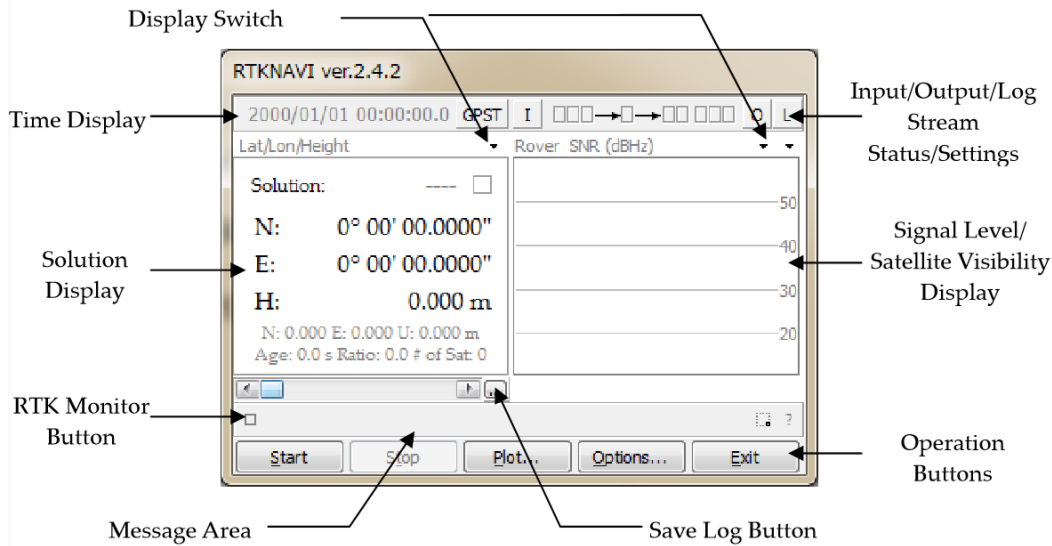 Display Switch
RTKNAVI ver.2.4.2
Time Display
2000/01/01 00:00:00.0 GPST I O L
Input/Output/Log
Stream
Status/Settings
Lat/Lon/Height
Rover SNR (dBHz)
Solution: ----
N: 0° 00' 00.0000"
E: 0° 00' 00.0000"
H: 0.000 m
N: 0.000 E: 0.000 U: 0.000 m
Age: 0.0 s Ratio: 0.0 # of Sat: 0
50
40
30
20
Solution
Display
Signal Level/
Satellite Visibility
Display
RTK Monitor
Button
...
?
Start Stop Plot... Options... Exit
Operation
Buttons
Message Area
Save Log Button